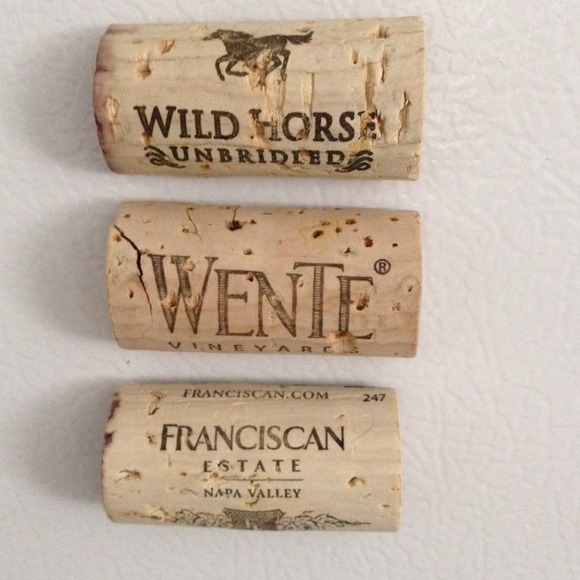 WILD HORSE
UNBRIDLED
WENTE®
VINEYARDS
FRANCISCAN.COM 247
FRANCISCAN
ESTATE
NAPA VALLEY